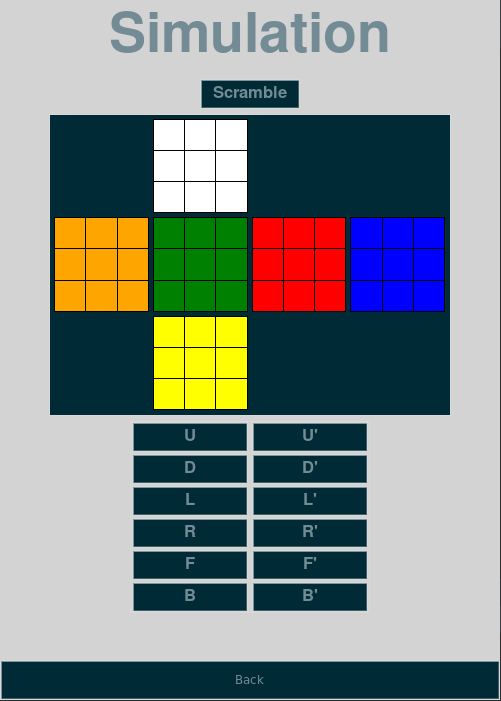 Simulation
Scramble
U U'
D D'
L L'
R R'
F F'
B B'
Back